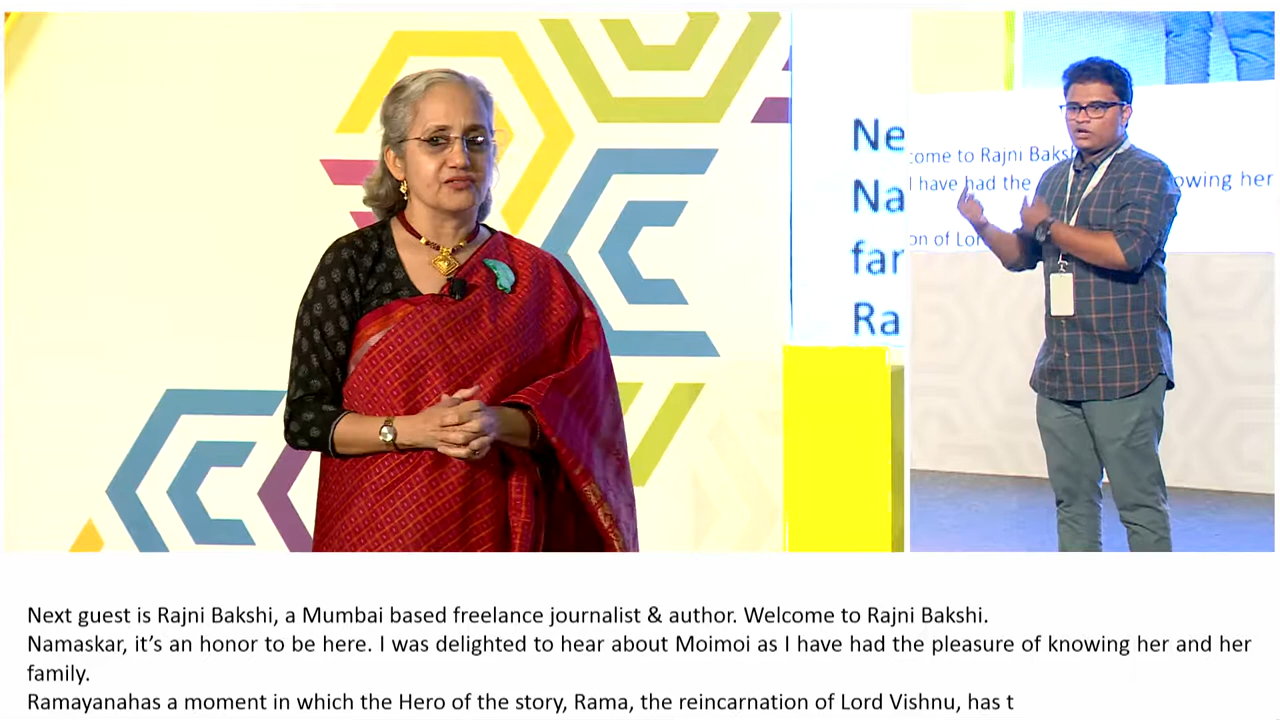 Ne
Na
far
Ra
come to Rajni Baksh
I have had the owing her
on of Lor
Next guest is Rajni Bakshi, a Mumbai based freelance journalist & author. Welcome to Rajni Bakshi.
Namaskar, it’s an honor to be here. I was delighted to hear about Moimoi as I have had the pleasure of knowing her and her
family.
Ramayanahas a moment in which the Hero of the story, Rama, the reincarnation of Lord Vishnu, has t